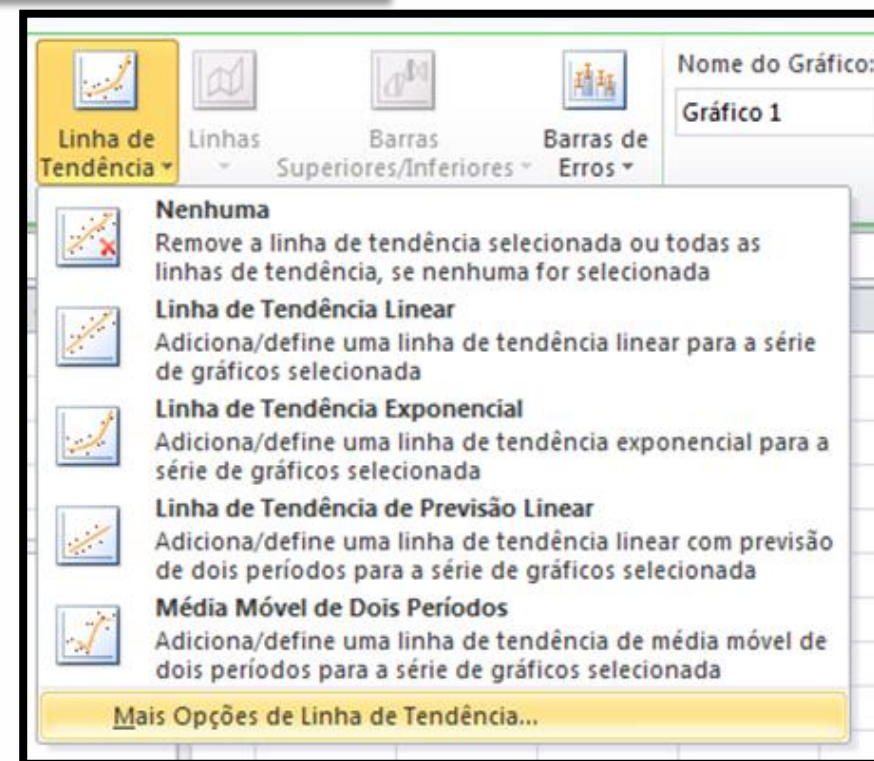 Linha de
Tendência
Linhas
Barras
Superiores/Inferiores
Barras de
Erros
Nome do Gráfico:
Gráfico 1
Nenhuma
Remove a linha de tendência selecionada ou todas as
linhas de tendência, se nenhuma for selecionada
Linha de Tendência Linear
Adiciona/define uma linha de tendência linear para a série
de gráficos selecionada
Linha de Tendência Exponencial
Adiciona/define uma linha de tendência exponencial para a
série de gráficos selecionada
Linha de Tendência de Previsão Linear
Adiciona/define uma linha de tendência linear com previsão
de dois períodos para a série de gráficos selecionada
Média Móvel de Dois Períodos
Adiciona/define uma linha de tendência de média móvel de
dois períodos para a série de gráficos selecionada
Mais Opções de Linha de Tendência...